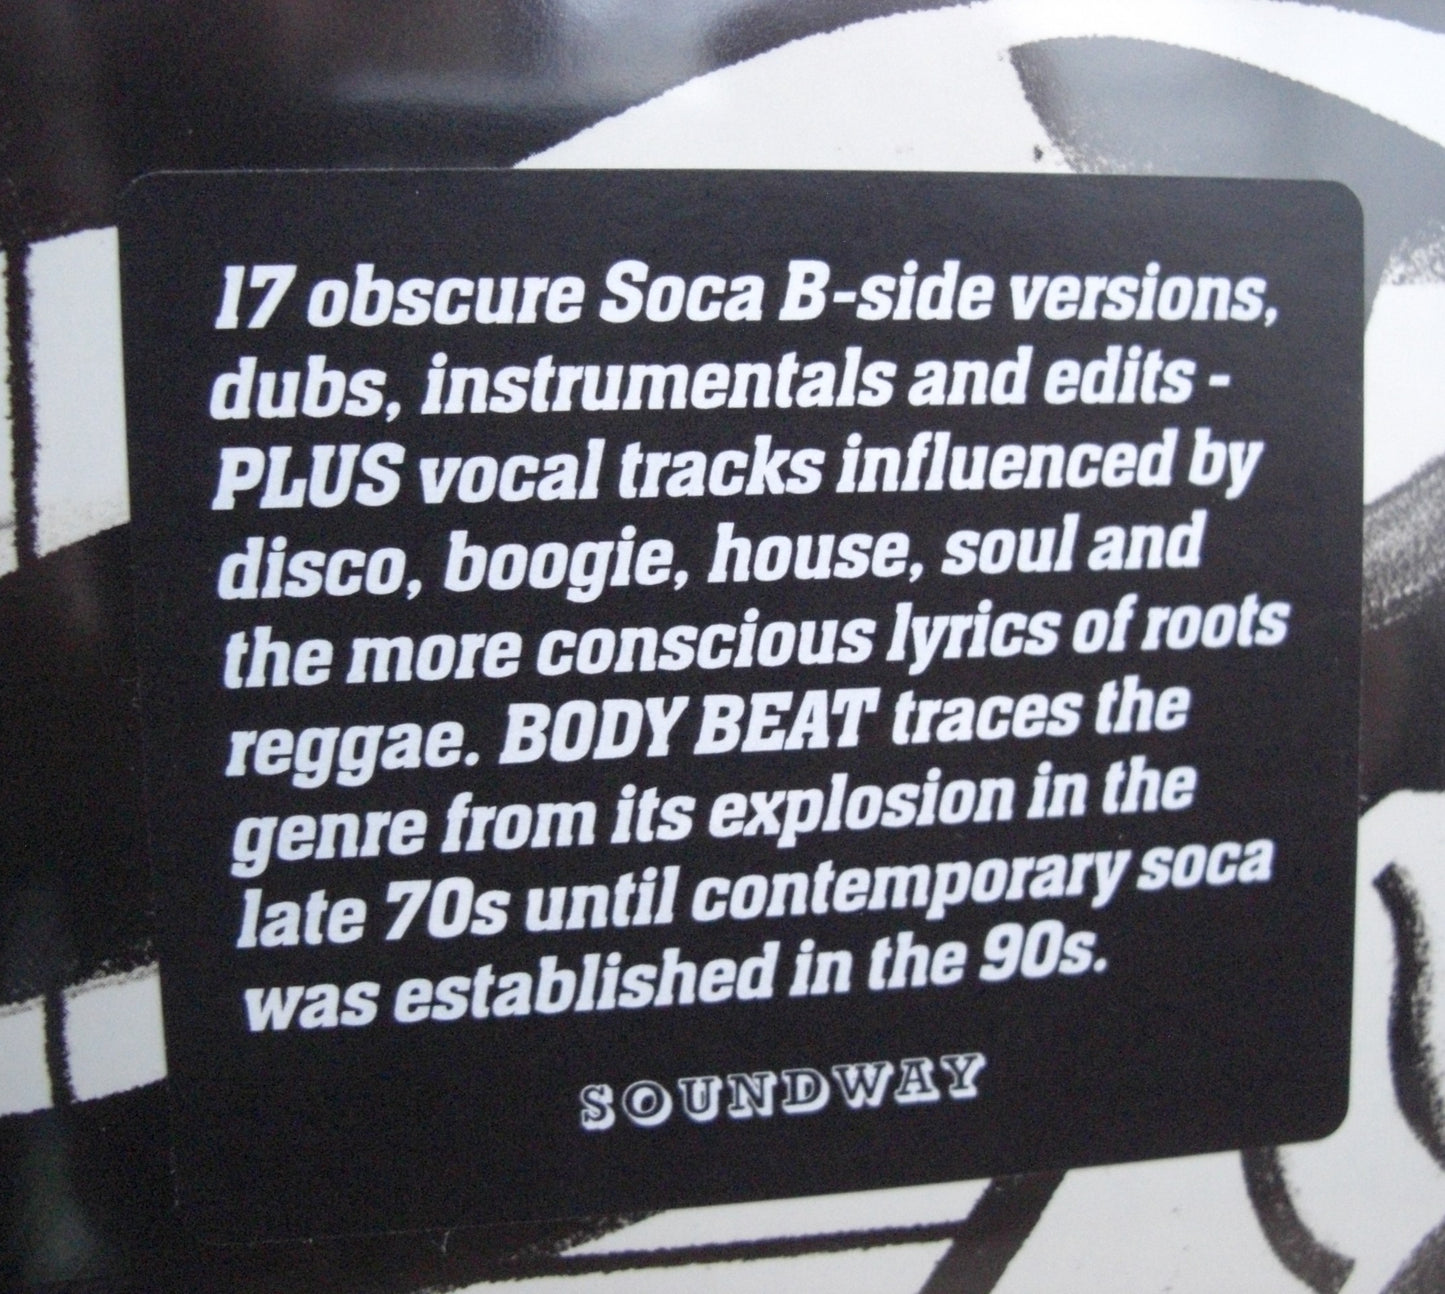 17 obscure Soca B-side versions,
dubs, instrumentals and edits -
PLUS vocal tracks influenced by
disco, boogie, house, soul and
the more conscious lyrics of roots
reggae. BODY BEAT traces the
genre from its explosion in the
late 70s until contemporary soca
was established in the 90s.
SOUNDWAY